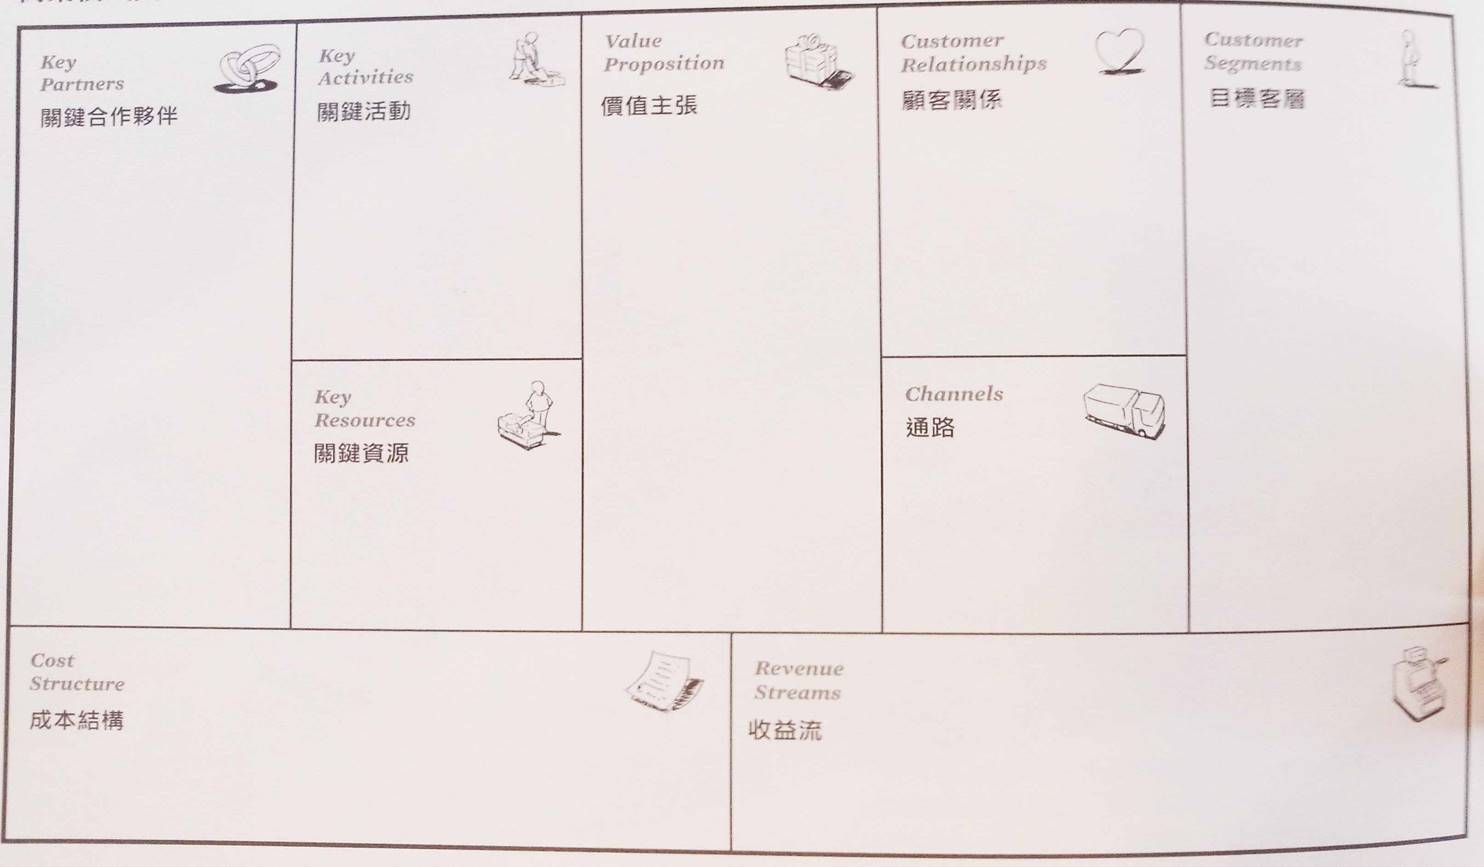 Key
Partners
關鍵合作夥伴
Key
Activities
關鍵活動
Key
Resources
關鍵資源
Value
Proposition
價值主張
Customer
Relationships
顧客關係
Channels
通路
Customer
Segments
目標客層
Cost
Structure
成本結構
Revenue
Streams
收益流